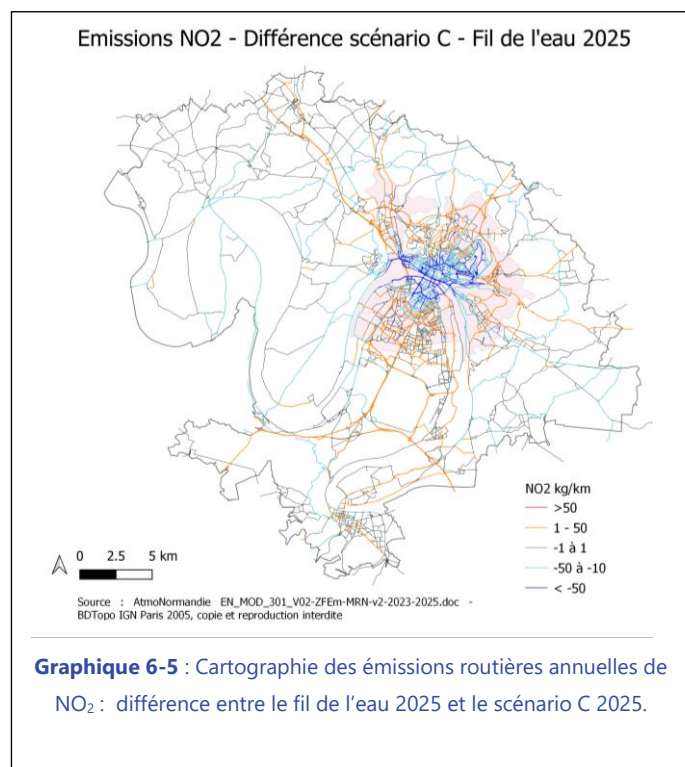 Emissions NO2 - Différence scénario C - Fil de l'eau 2025
NO2 kg/km
>50
1 - 50
-1 à 1
-50 à -10
< -50
0 2.5 5 km
Source : AtmoNormandie EN_MOD_301_V02-ZFEm-MRN-v2-2023-2025.doc -
BDTopo IGN Paris 2005, copie et reproduction interdite
Graphique 6-5 : Cartographie des émissions routières annuelles de
NO₂ : différence entre le fil de l’eau 2025 et le scénario C 2025.